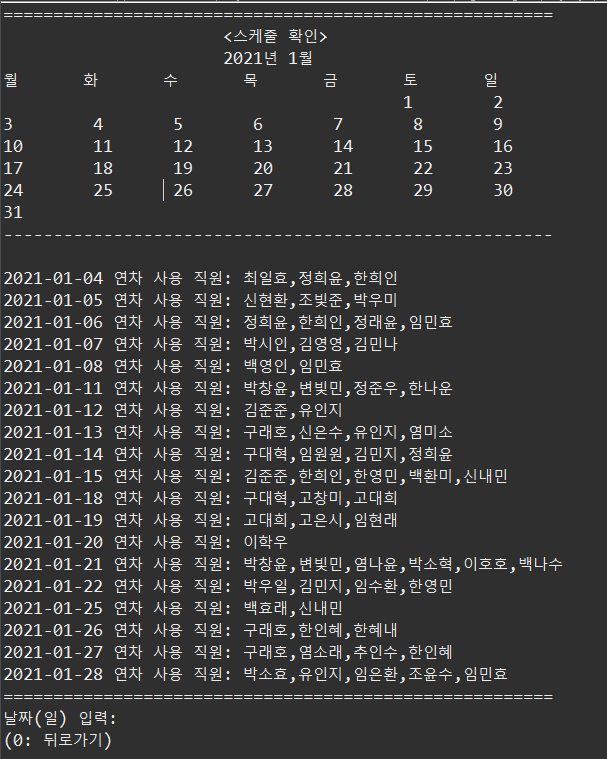 =======================================================
<스케줄 확인>
2021년 1월
월 화 수 목 금 토 일
1 2
3 4 5 6 7 8 9
10 11 12 13 14 15 16
17 18 19 20 21 22 23
24 25 26 27 28 29 30
31
-------------------------------------------------------
2021-01-04 연차 사용 직원: 최일효,정희윤,한희인
2021-01-05 연차 사용 직원: 신현환,조빛준,박우미
2021-01-06 연차 사용 직원: 정희윤,한희인,정래윤,임민효
2021-01-07 연차 사용 직원: 박시인,김영영,김민나
2021-01-08 연차 사용 직원: 백영인,임민효
2021-01-11 연차 사용 직원: 박창윤,변빛민,정준우,한나운
2021-01-12 연차 사용 직원: 김준준,유인지
2021-01-13 연차 사용 직원: 구래호,신은수,유인지,염미소
2021-01-14 연차 사용 직원: 구대혁,임원원,김민지,정희윤
2021-01-15 연차 사용 직원: 김준준,한희인,한영민,백환미,신내민
2021-01-18 연차 사용 직원: 구대혁,고창미,고대희
2021-01-19 연차 사용 직원: 고대희,고은시,임현래
2021-01-20 연차 사용 직원: 이학우
2021-01-21 연차 사용 직원: 박창윤,변빛민,염나윤,박소혁,이호호,백나수
2021-01-22 연차 사용 직원: 박우일,김민지,임수환,한영민
2021-01-25 연차 사용 직원: 백효래,신내민
2021-01-26 연차 사용 직원: 구래호,한인혜,한혜내
2021-01-27 연차 사용 직원: 구래호,염소래,추인수,한인혜
2021-01-28 연차 사용 직원: 박소효,유인지,임은환,조윤수,임민효
=======================================================
날짜(일) 입력:
(0: 뒤로가기)